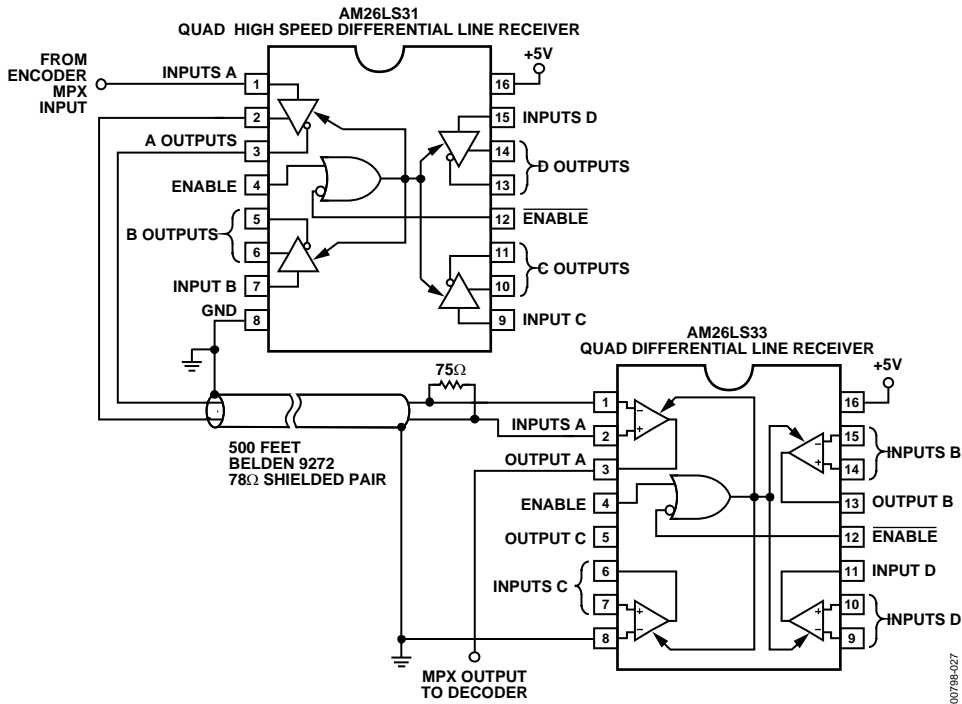 AM26LS31
QUAD HIGH SPEED DIFFERENTIAL LINE RECEIVER
FROM
ENCODER
MPX
INPUT
INPUTS A
A OUTPUTS
ENABLE
B OUTPUTS
INPUT B
GND
1
2
3
4
5
6
7
8
+5V
16
15
14
13
12
11
10
9
INPUTS D
D OUTPUTS
ENABLE
C OUTPUTS
INPUT C
75Ω
500 FEET
BELDEN 9272
78Ω SHIELDED PAIR
AM26LS33
QUAD DIFFERENTIAL LINE RECEIVER
INPUTS A
OUTPUT A
ENABLE
OUTPUT C
INPUTS C
1
2
3
4
5
6
7
8
–
+
+
–
–
+
+
–
+5V
16
15
14
13
12
11
10
9
INPUTS B
OUTPUT B
ENABLE
INPUT D
INPUTS D
MPX OUTPUT
TO DECODER
00798-027